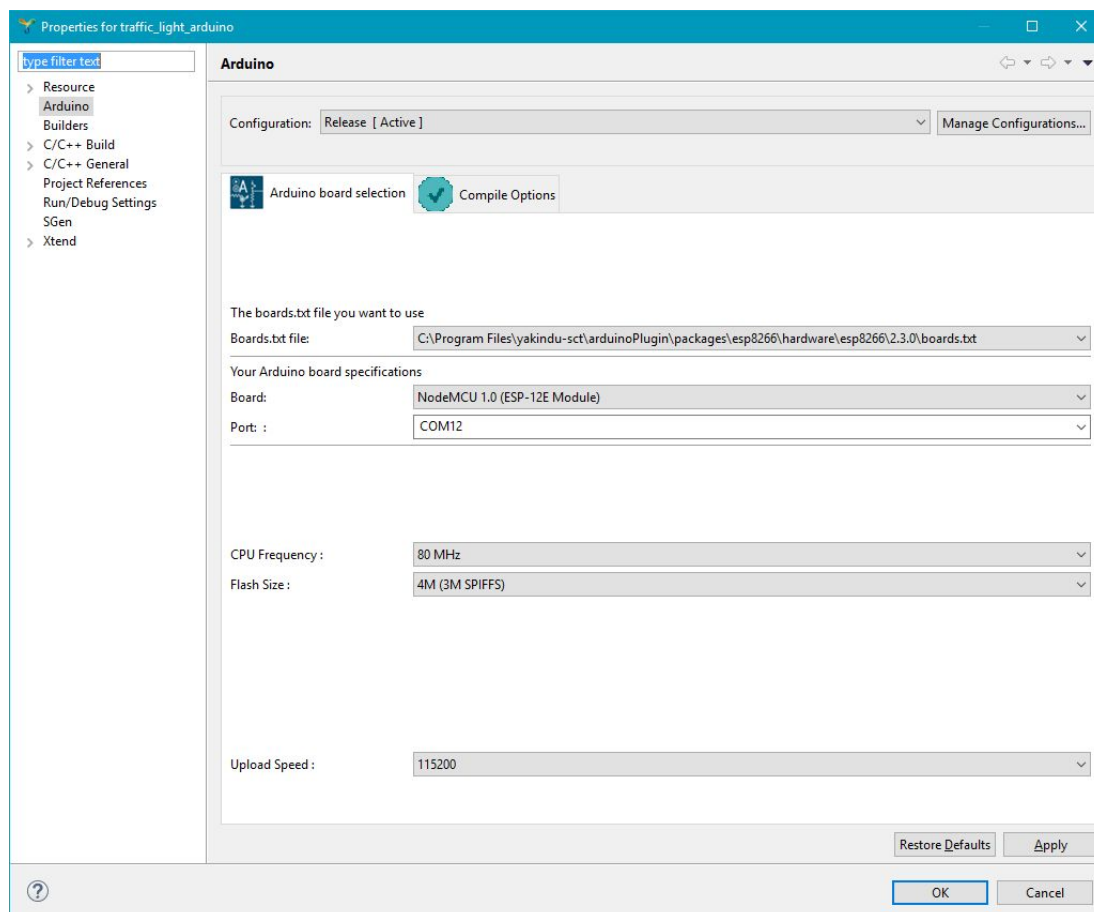 Properties for traffic_light_arduino
type filter text
Resource
Arduino
Builders
C/C++ Build
C/C++ General
Project References
Run/Debug Settings
SGen
Xtend
Arduino
Configuration: Release [ Active ] Manage Configurations...
Arduino board selection Compile Options
The boards.txt file you want to use
Boards.txt file: C:\Program Files\yakindu-sct\arduinoPlugin\packages\esp8266\hardware\esp8266\2.3.0\boards.txt
Your Arduino board specifications
Board: NodeMCU 1.0 (ESP-12E Module)
Port: : COM12
CPU Frequency : 80 MHz
Flash Size : 4M (3M SPIFFS)
Upload Speed : 115200
Restore Defaults Apply
OK Cancel